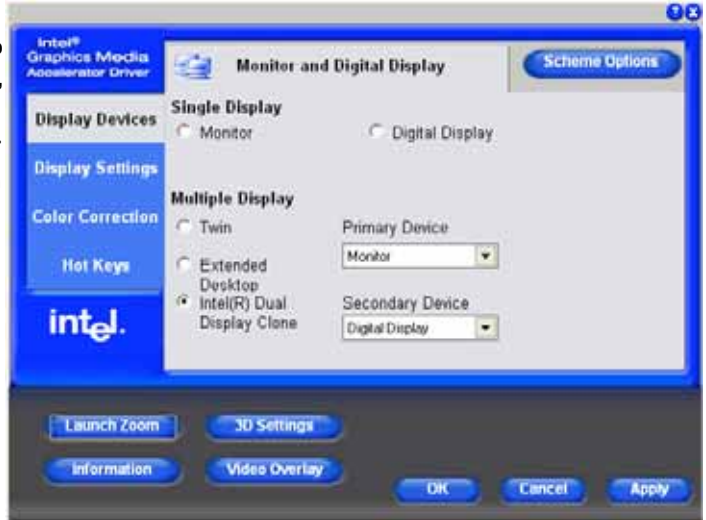 Intel®
Graphics Media
Accelerator Driver
Monitor and Digital Display
Scheme Options
Display Devices
Display Settings
Color Correction
Hot Keys
intel.
Single Display
Monitor
Digital Display
Multiple Display
Twin
Extended
Desktop
Intel(R) Dual
Display Clone
Primary Device
Monitor
Secondary Device
Digital Display
Launch Zoom
3D Settings
Information
Video Overlay
OK
Cancel
Apply